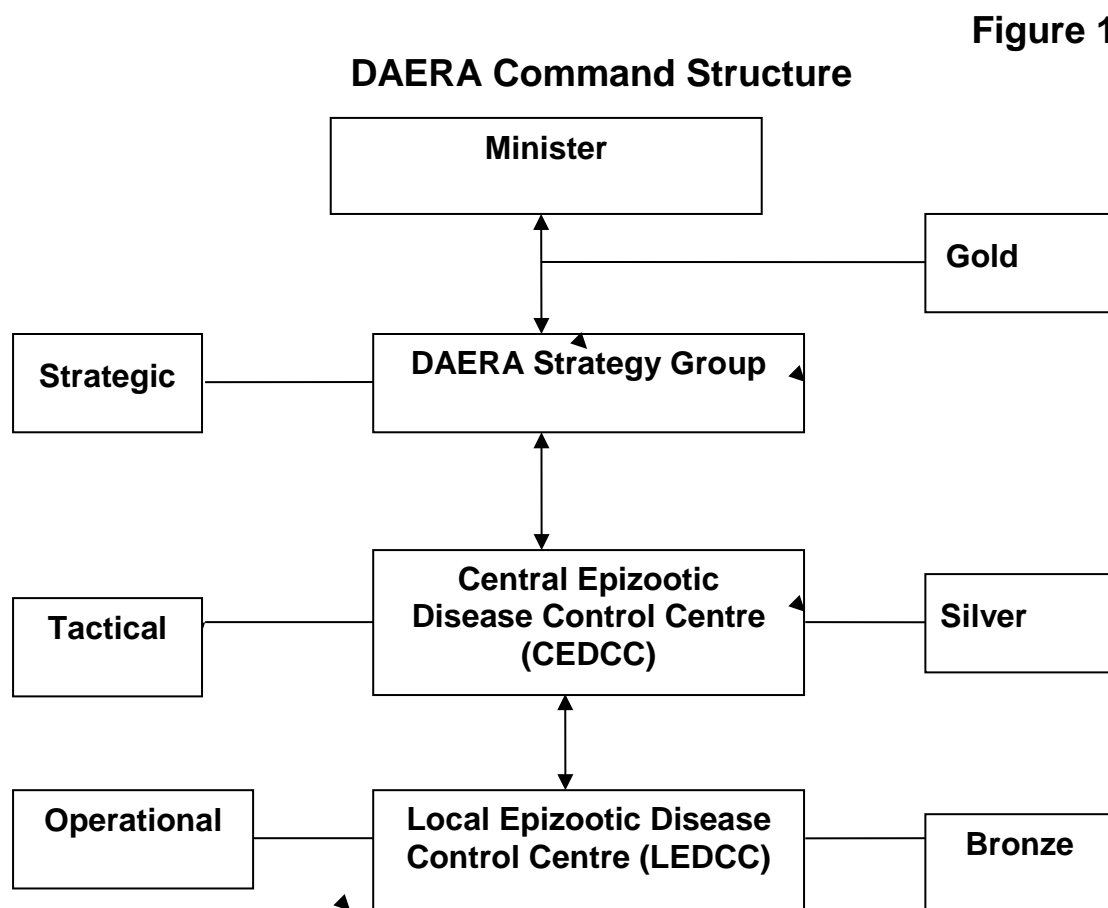 Figure 1
DAERA Command Structure
Minister
Gold
Strategic
DAERA Strategy Group
Central Epizootic
Disease Control Centre
(CEDCC)
Tactical
Silver
Operational
Local Epizootic Disease
Control Centre (LEDCC)
Bronze